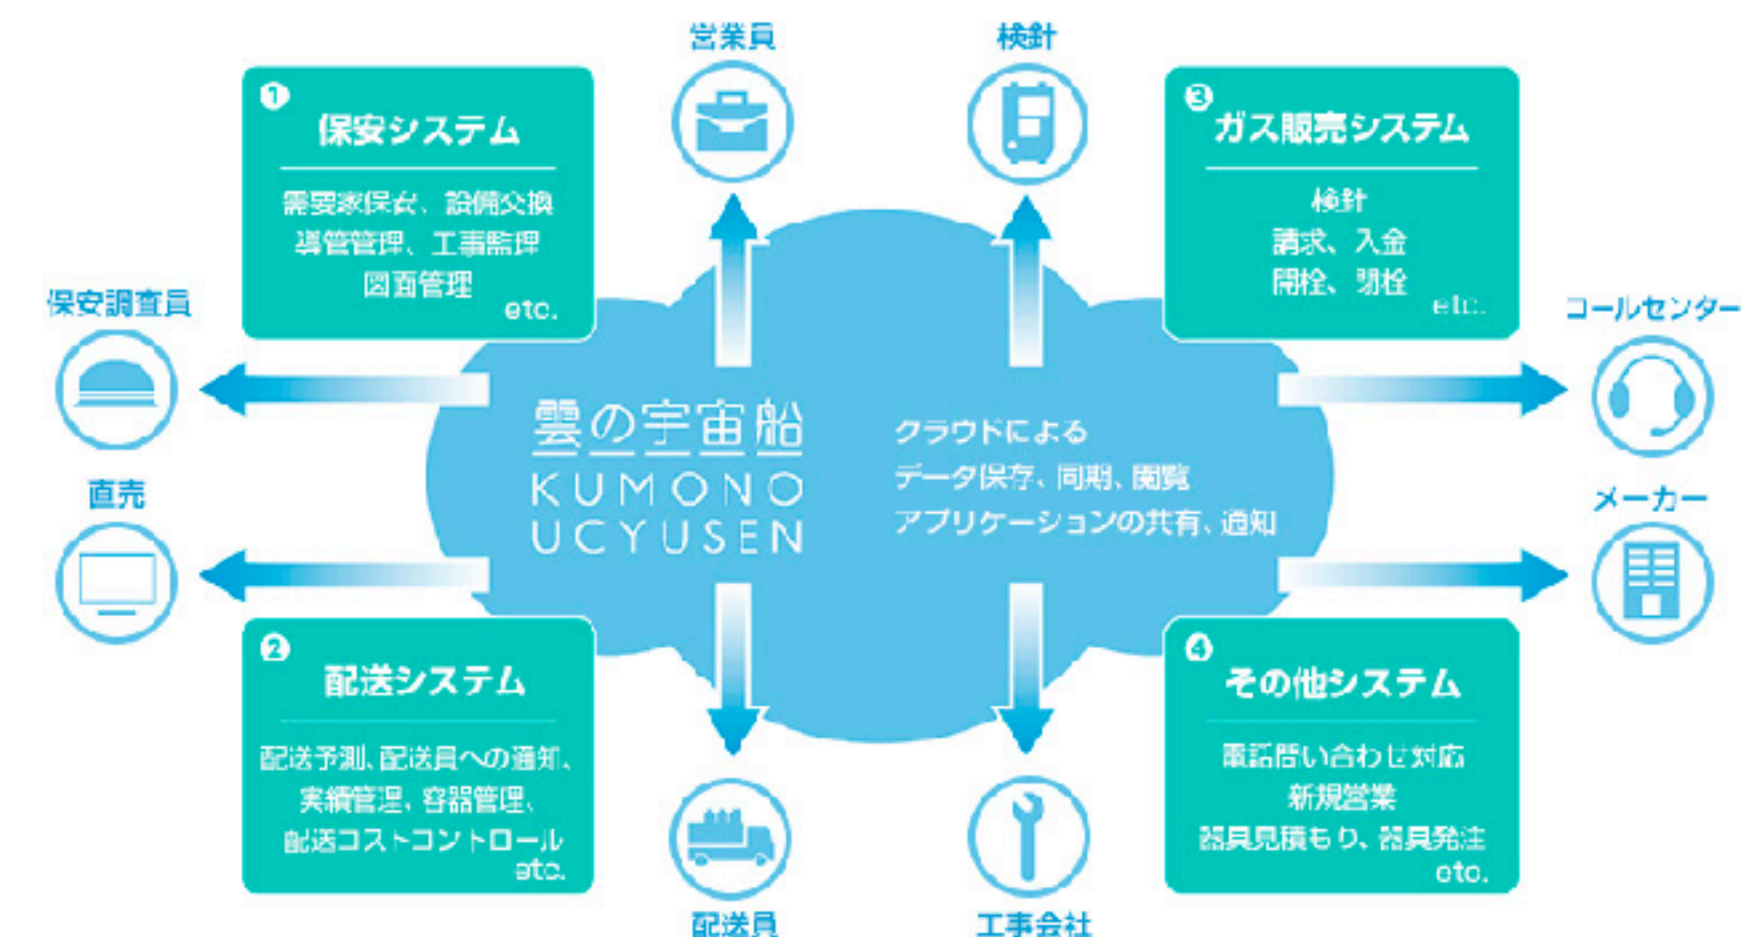 営業員
検針
❶
保安システム
需要家保安、設備交換
導管管理、工事監理
図面管理
etc.
❸
ガス販売システム
検針
請求、入金
開栓、閉栓
etc.
保安調査員
コールセンター
雲の宇宙船
KUMONO
UCYUSEN
クラウドによる
データ保存、同期、閲覧
アプリケーションの共有、通知
直売
メーカー
❷
配送システム
配送予測、配送員への通知、
実績管理、容器管理、
配送コストコントロール
etc.
❹
その他システム
電話問い合わせ対応
新規営業
器具見積もり、器具発注
etc.
配送員
工事会社